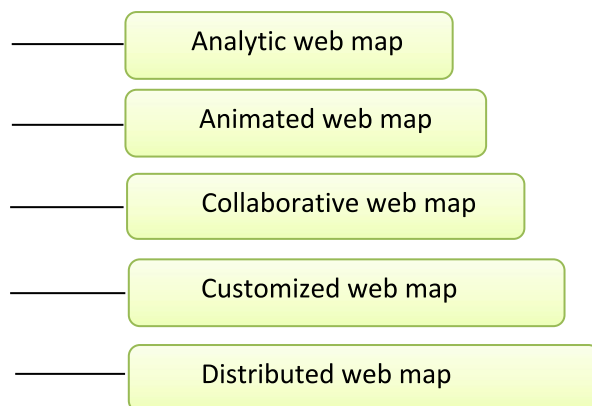 Analytic web map
Animated web map
Collaborative web map
Customized web map
Distributed web map